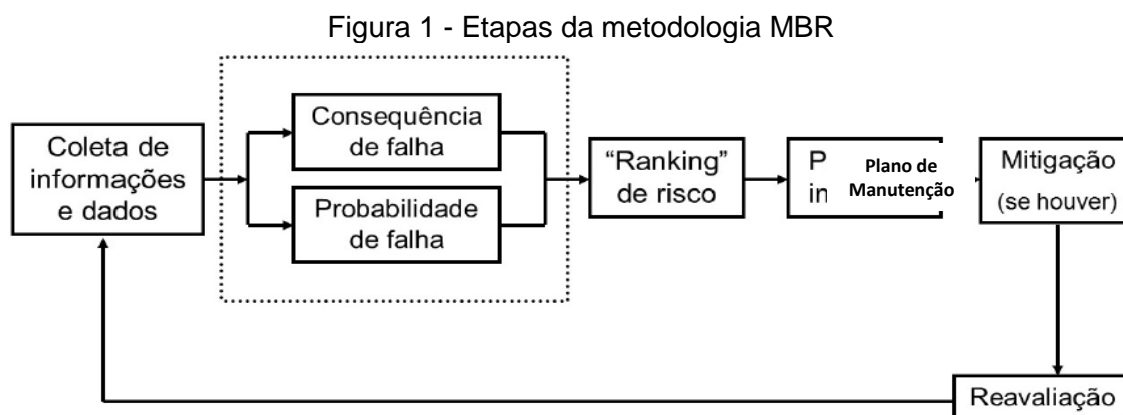 Figura 1 - Etapas da metodologia MBR
Coleta de
informações
e dados
Consequência
de falha
Probabilidade
de falha
“Ranking”
de risco
Plano de
Manutenção
Mitigação
(se houver)
Reavaliação